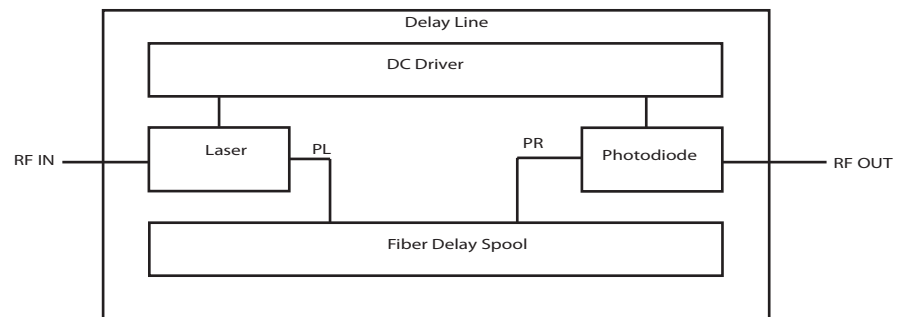 Delay Line
DC Driver
Laser
PL
PR
Photodiode
RF IN
RF OUT
Fiber Delay Spool